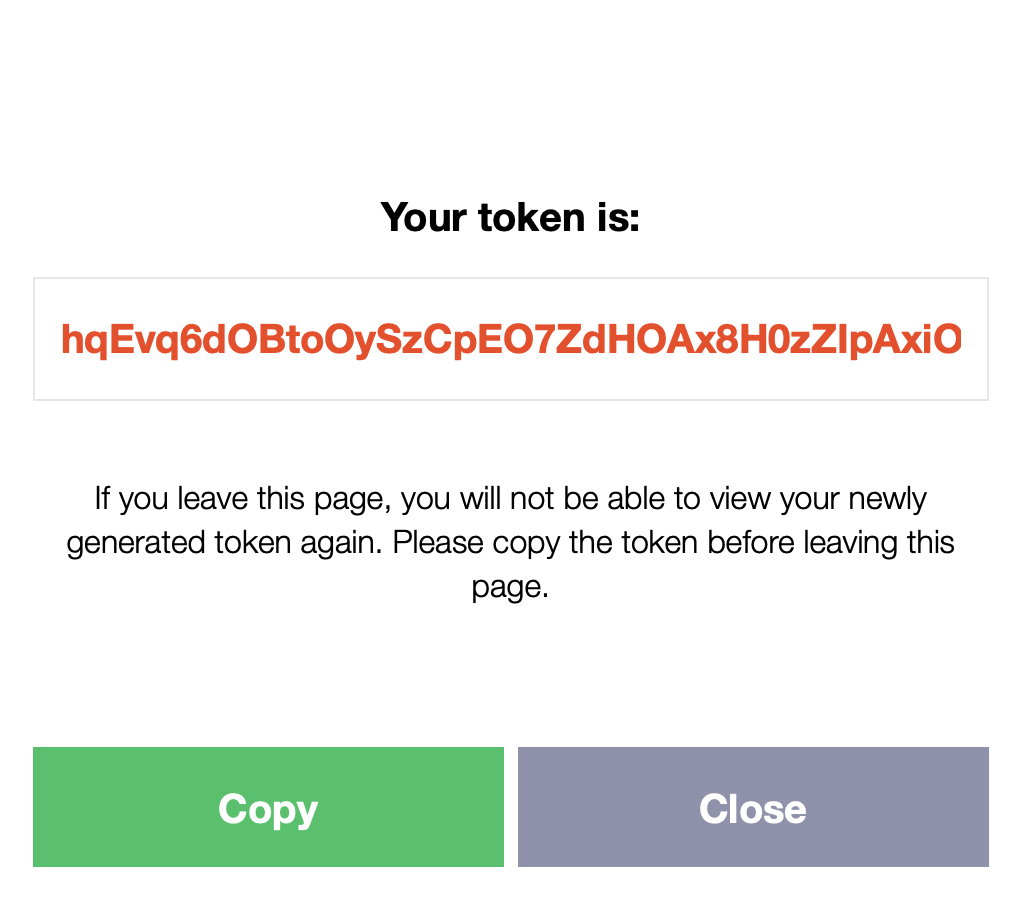 Your token is:
hqEvq6dOBtoOySzCpEO7ZdHOAx8H0zZIpAxiO
If you leave this page, you will not be able to view your newly
generated token again. Please copy the token before leaving this
page.
Copy
Close